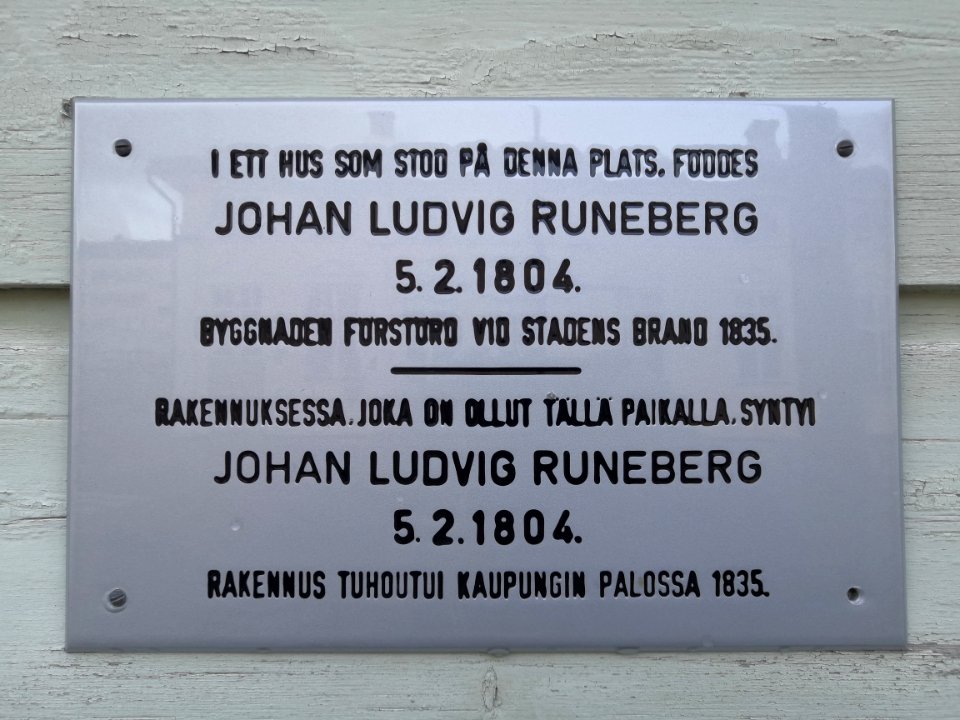 I ETT HUS SOM STOD PÅ DENNA PLATS, FÖDDES
JOHAN LUDVIG RUNEBERG
5.2.1804.
BYGGNADEN FÖRSTÖRD VID STADENS BRAND 1835.
RAKENNUKSESSA, JOKA ON OLLUT TÄLLÄ PAIKALLA, SYNTYI
JOHAN LUDVIG RUNEBERG
5.2.1804.
RAKENNUS TUHOUTUI KAUPUNGIN PALOSSA 1835.